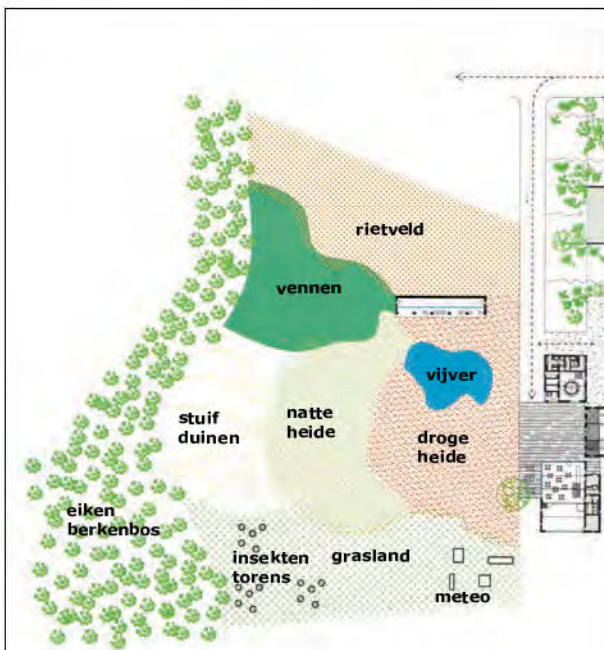 rietveld
vennen
vijver
stuif
duinen
natte
heide
droge
heide
eiken
berkenbos
insekten
torens
grasland
meteo